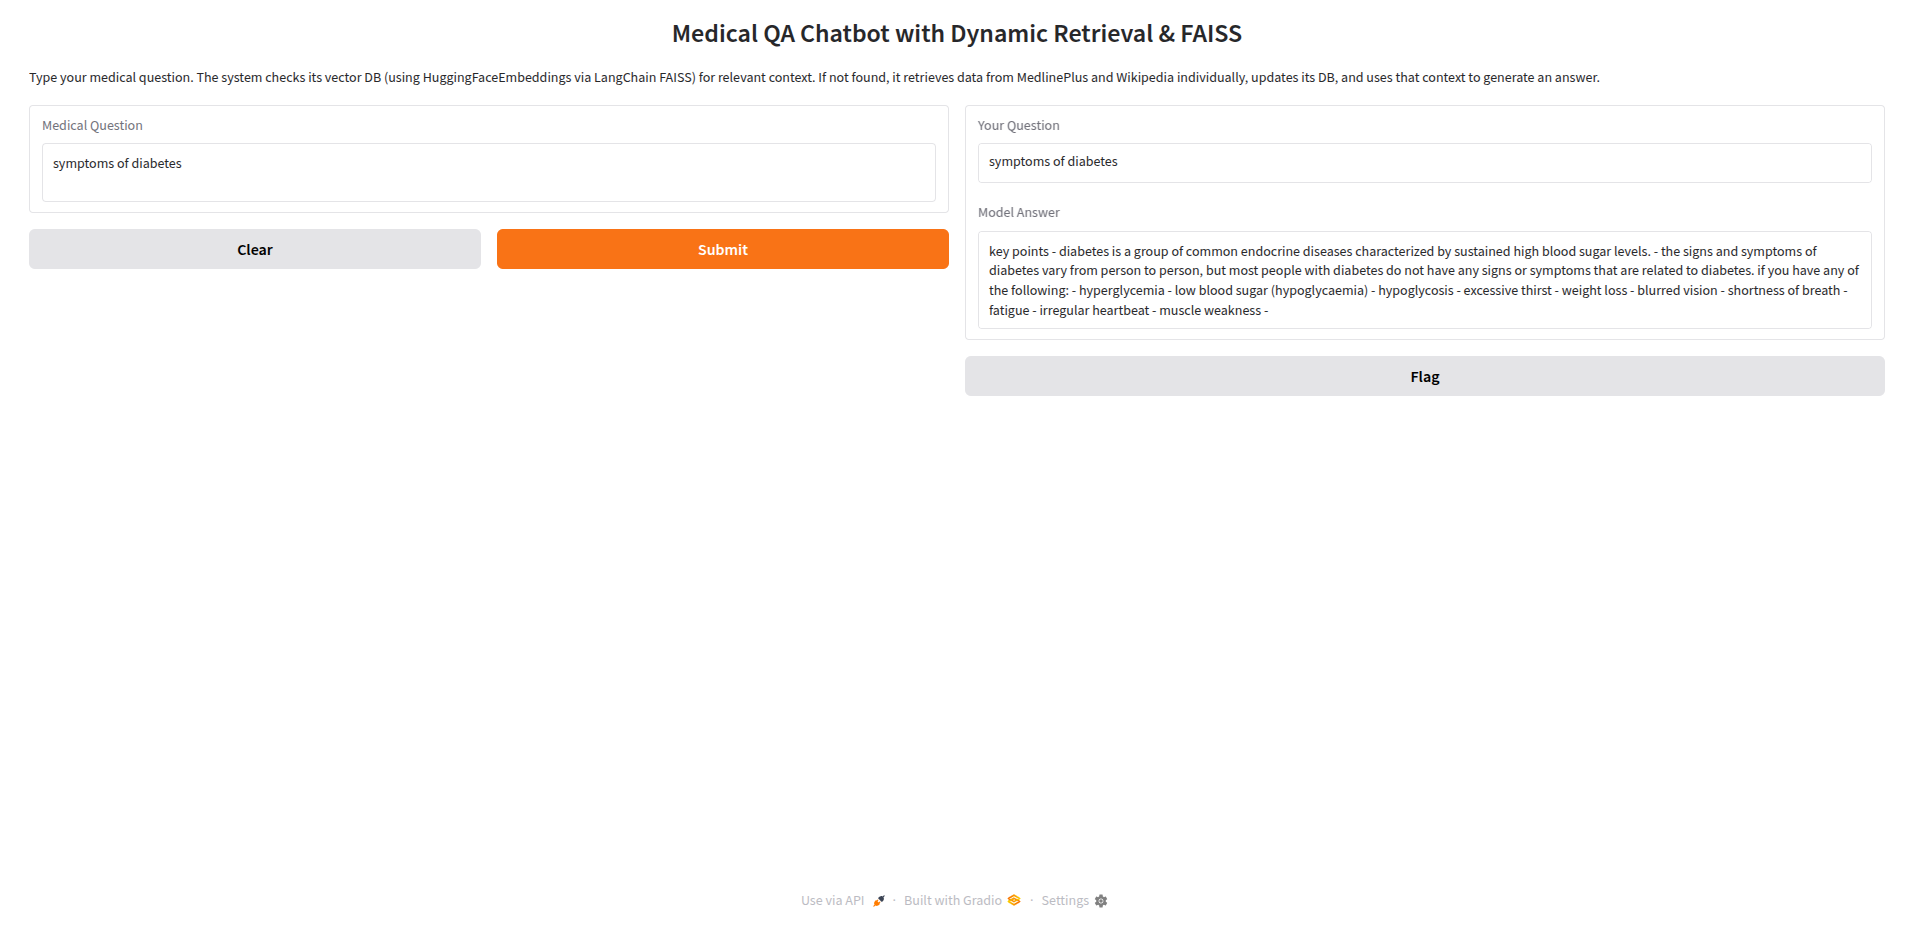 Medical QA Chatbot with Dynamic Retrieval & FAISS
Type your medical question. The system checks its vector DB (using HuggingFaceEmbeddings via LangChain FAISS) for relevant context. If not found, it retrieves data from MedlinePlus and Wikipedia individually, updates its DB, and uses that context to generate an answer.
Medical Question
symptoms of diabetes
Clear
Submit
Your Question
symptoms of diabetes
Model Answer
key points - diabetes is a group of common endocrine diseases characterized by sustained high blood sugar levels. - the signs and symptoms of
diabetes vary from person to person, but most people with diabetes do not have any signs or symptoms that are related to diabetes. if you have any of
the following: - hyperglycemia - low blood sugar (hypoglycaemia) - hypoglycosis - excessive thirst - weight loss - blurred vision - shortness of breath -
fatigue - irregular heartbeat - muscle weakness -
Flag
Use via API · Built with Gradio · Settings